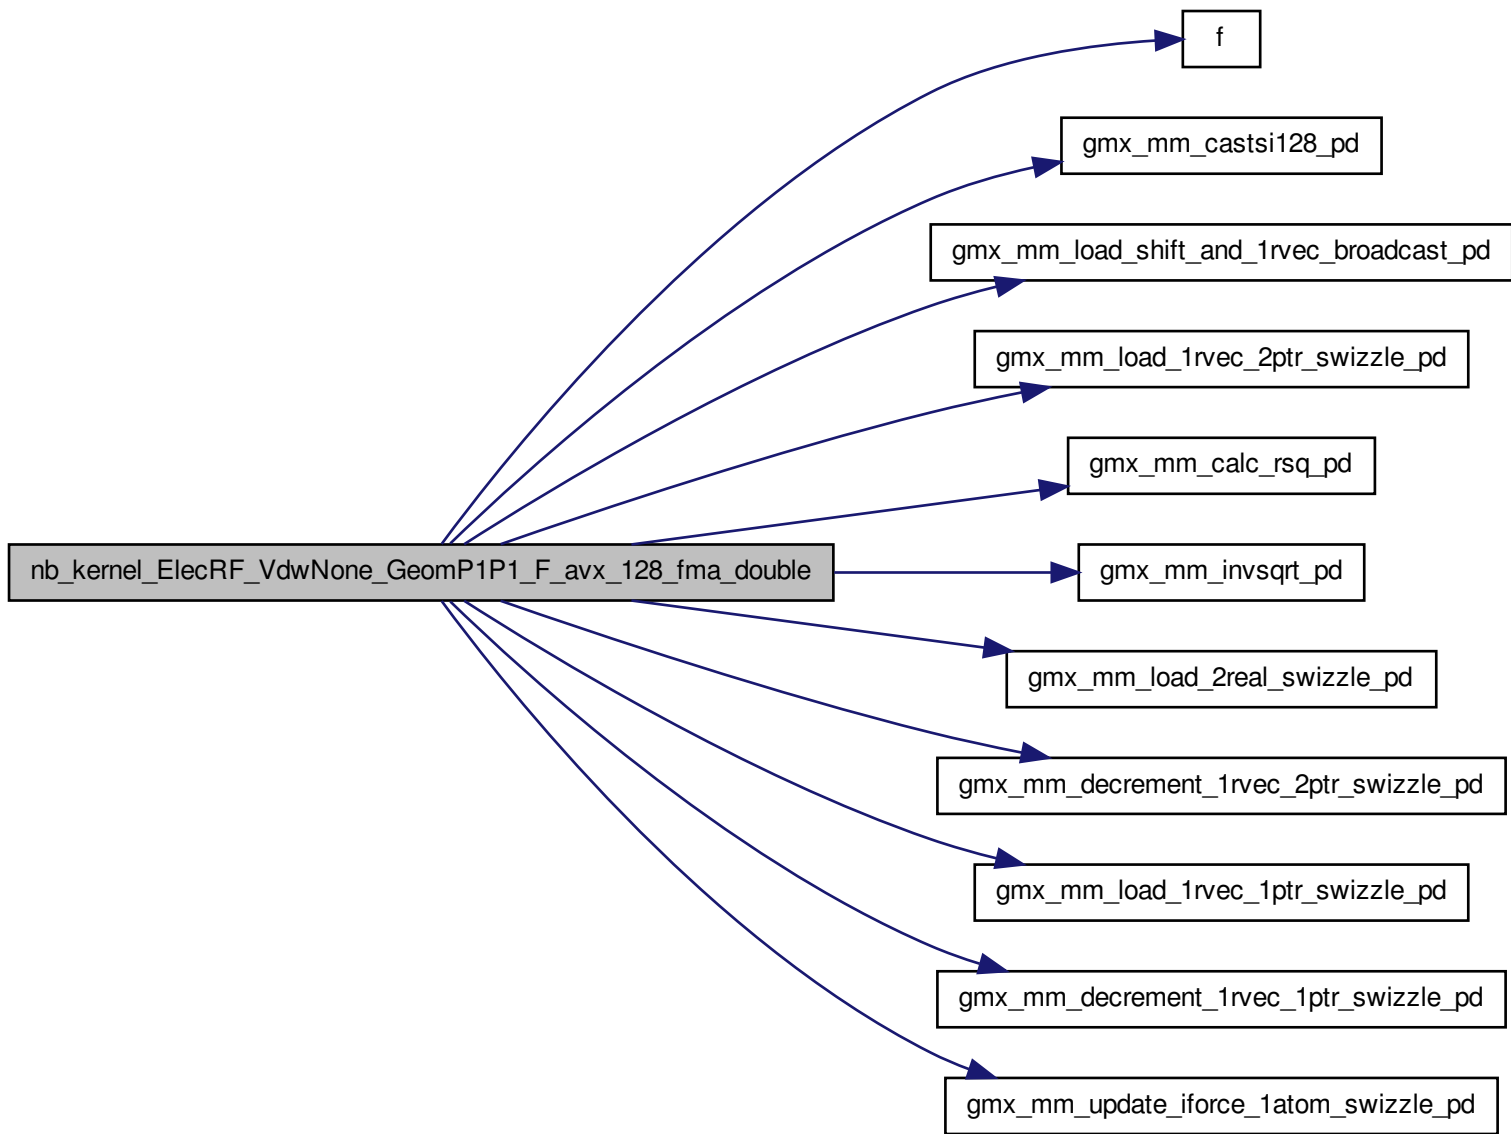 f
gmx_mm_castsi128_pd
gmx_mm_load_shift_and_1rvec_broadcast_pd
gmx_mm_load_1rvec_2ptr_swizzle_pd
gmx_mm_calc_rsq_pd
nb_kernel_ElecRF_VdwNone_GeomP1P1_F_avx_128_fma_double
gmx_mm_invsqrt_pd
gmx_mm_load_2real_swizzle_pd
gmx_mm_decrement_1rvec_2ptr_swizzle_pd
gmx_mm_load_1rvec_1ptr_swizzle_pd
gmx_mm_decrement_1rvec_1ptr_swizzle_pd
gmx_mm_update_iforce_1atom_swizzle_pd